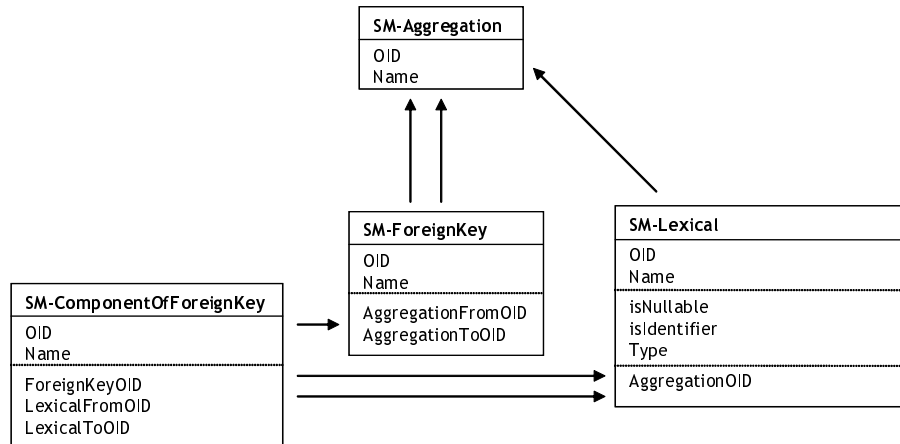 SM-Aggregation
OID
Name
SM-ForeignKey
OID
Name
AggregationFromOID
AggregationToOID
SM-Lexical
OID
Name
isNullable
isIdentifier
Type
AggregationOID
SM-ComponentOfForeignKey
OID
Name
ForeignKeyOID
LexicalFromOID
LexicalToOID